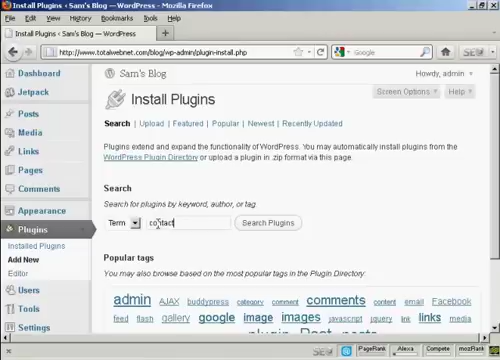 Install Plugins ‹ Sam's Blog — WordPress - Mozilla Firefox
File Edit View History Bookmarks Tools Help
Install Plugins ‹ Sam's Blog — WordPress
http://www.totalwebnet.com/blog/wp-admin/plugin-install.php
Google
Dashboard
Jetpack
Posts
Media
Links
Pages
Comments
Appearance
Plugins
Installed Plugins
Add New
Editor
Users
Tools
Settings
Sam's Blog
Howdy, admin
Install Plugins
Screen Options
Help
Search | Upload | Featured | Popular | Newest | Recently Updated
Plugins extend and expand the functionality of WordPress. You may automatically install plugins from the
WordPress Plugin Directory or upload a plugin in .zip format via this page.
Search
Search for plugins by keyword, author, or tag
Term contact Search Plugins
Popular tags
You may also browse based on the most popular tags in the Plugin Directory:
admin AJAX buddypress category comment comments content email Facebook
feed flash gallery google image images javascript jquery link links media
plugin Post posts
PageRank Alexa Compete mozRank